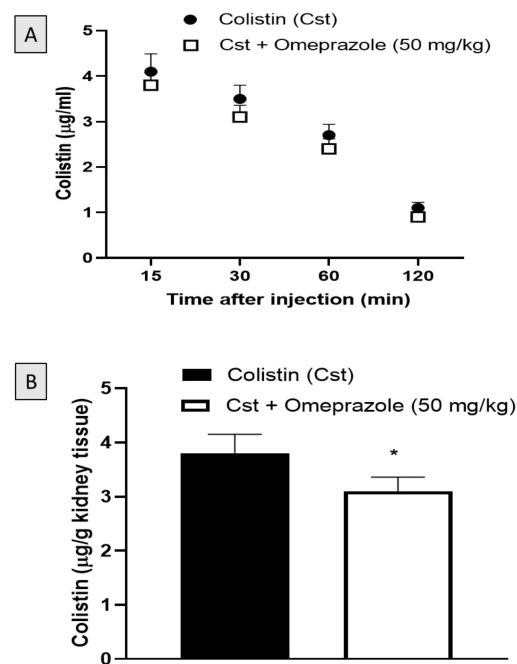 A
Colistin (Cst)
Cst + Omeprazole (50 mg/kg)
Colistin (μg/ml)
5
4
3
2
1
0
15 30 60 120
Time after injection (min)
B
Colistin (Cst)
Cst + Omeprazole (50 mg/kg)
Colistin (μg/g kidney tissue)
5
4
3
2
1
0
*